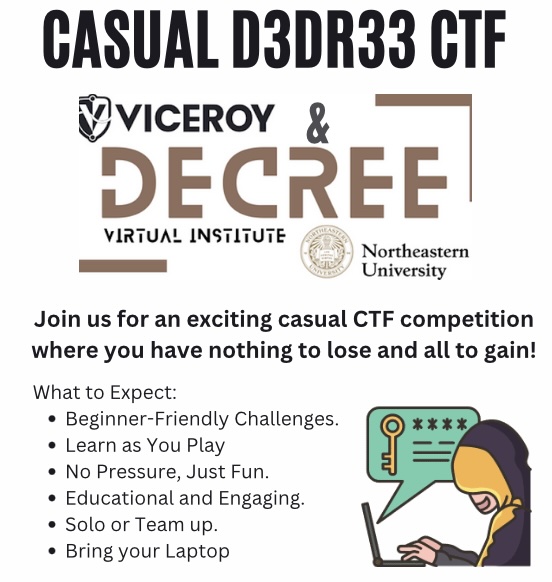 CASUAL D3DR33 CTF
VICEROY &
DECREE
VIRTUAL INSTITUTE
Northeastern
University
Join us for an exciting casual CTF competition
where you have nothing to lose and all to gain!
What to Expect:
• Beginner-Friendly Challenges.
• Learn as You Play
• No Pressure, Just Fun.
• Educational and Engaging.
• Solo or Team up.
• Bring your Laptop
****